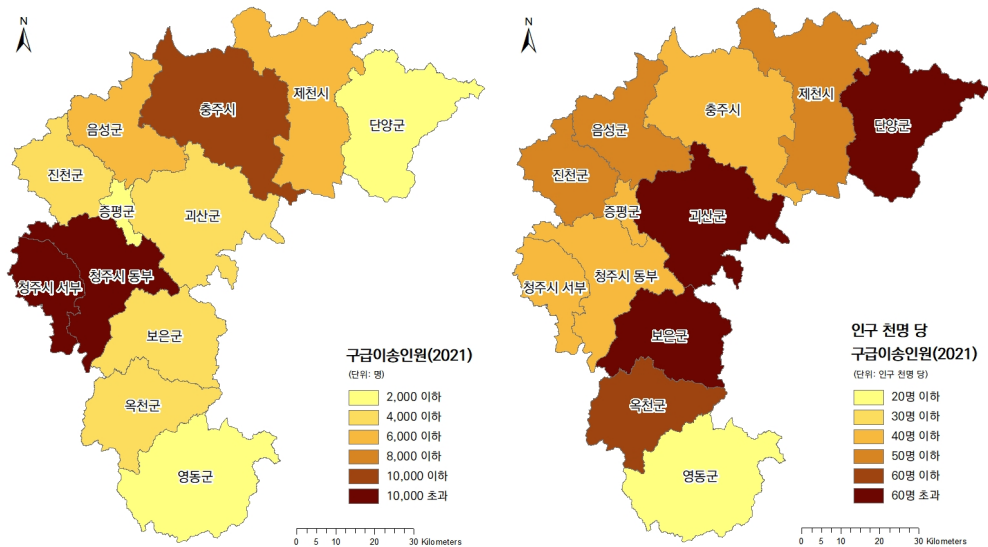 N
제천시
충주시
단양군
음성군
진천군
증평군
괴산군
청주시 동부
청주시 서부
보은군
옥천군
영동군
구급이송인원(2021)
(단위: 명)
2,000 이하
4,000 이하
6,000 이하
8,000 이하
10,000 이하
10,000 초과
0 5 10 20 30 Kilometers
N
제천시
충주시
단양군
음성군
진천군
증평군
괴산군
청주시 동부
청주시 서부
보은군
옥천군
영동군
인구 천명 당
구급이송인원(2021)
(단위: 인구 천명 당)
20명 이하
30명 이하
40명 이하
50명 이하
60명 이하
60명 초과
0 5 10 20 30 Kilometers